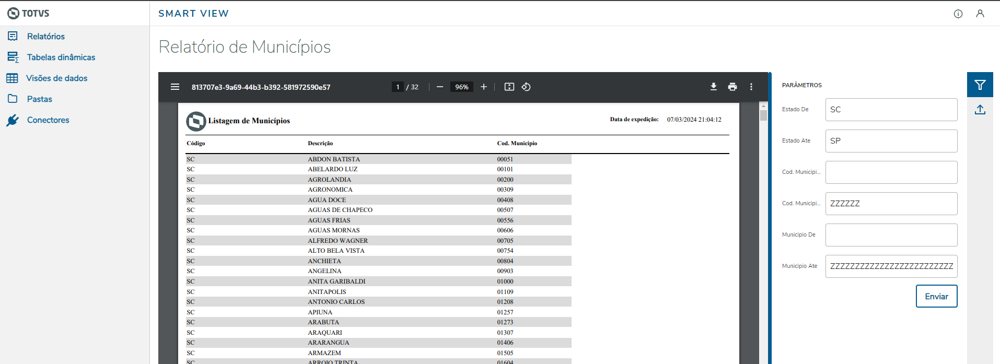 TOTVS
SMART VIEW
Relatórios
Tabelas dinâmicas
Visões de dados
Pastas
Conectores
Relatório de Municípios
813707e3-9a69-44b3-b392-581972590e57
1 / 32
96%
Listagem de Municípios
Data de expedição: 07/03/2024 21:04:12
Código Descrição Cod. Municipio
SC ABDON BATISTA 00051
SC ABELARDO LUZ 00101
SC AGROLANDIA 00200
SC AGRONOMICA 00309
SC AGUA DOCE 00408
SC AGUAS DE CHAPECO 00507
SC AGUAS FRIAS 00556
SC AGUAS MORNAS 00606
SC ALFREDO WAGNER 00705
SC ALTO BELA VISTA 00754
SC ANCHIETA 00804
SC ANGELINA 00903
SC ANITA GARIBALDI 01000
SC ANITAPOLIS 01109
SC ANTONIO CARLOS 01208
SC APIUNA 01257
SC ARABUTA 01273
SC ARAQUARI 01307
SC ARARANGUA 01406
SC ARMAZEM 01505
SC ARROIO TRINTA 01604
PARÂMETROS
Estado De SC
Estado Ate SP
Cod. Municipi...
Cod. Municipi... ZZZZZZ
Municipio De
Municipio Ate ZZZZZZZZZZZZZZZZZZZZZZZZZ
Enviar